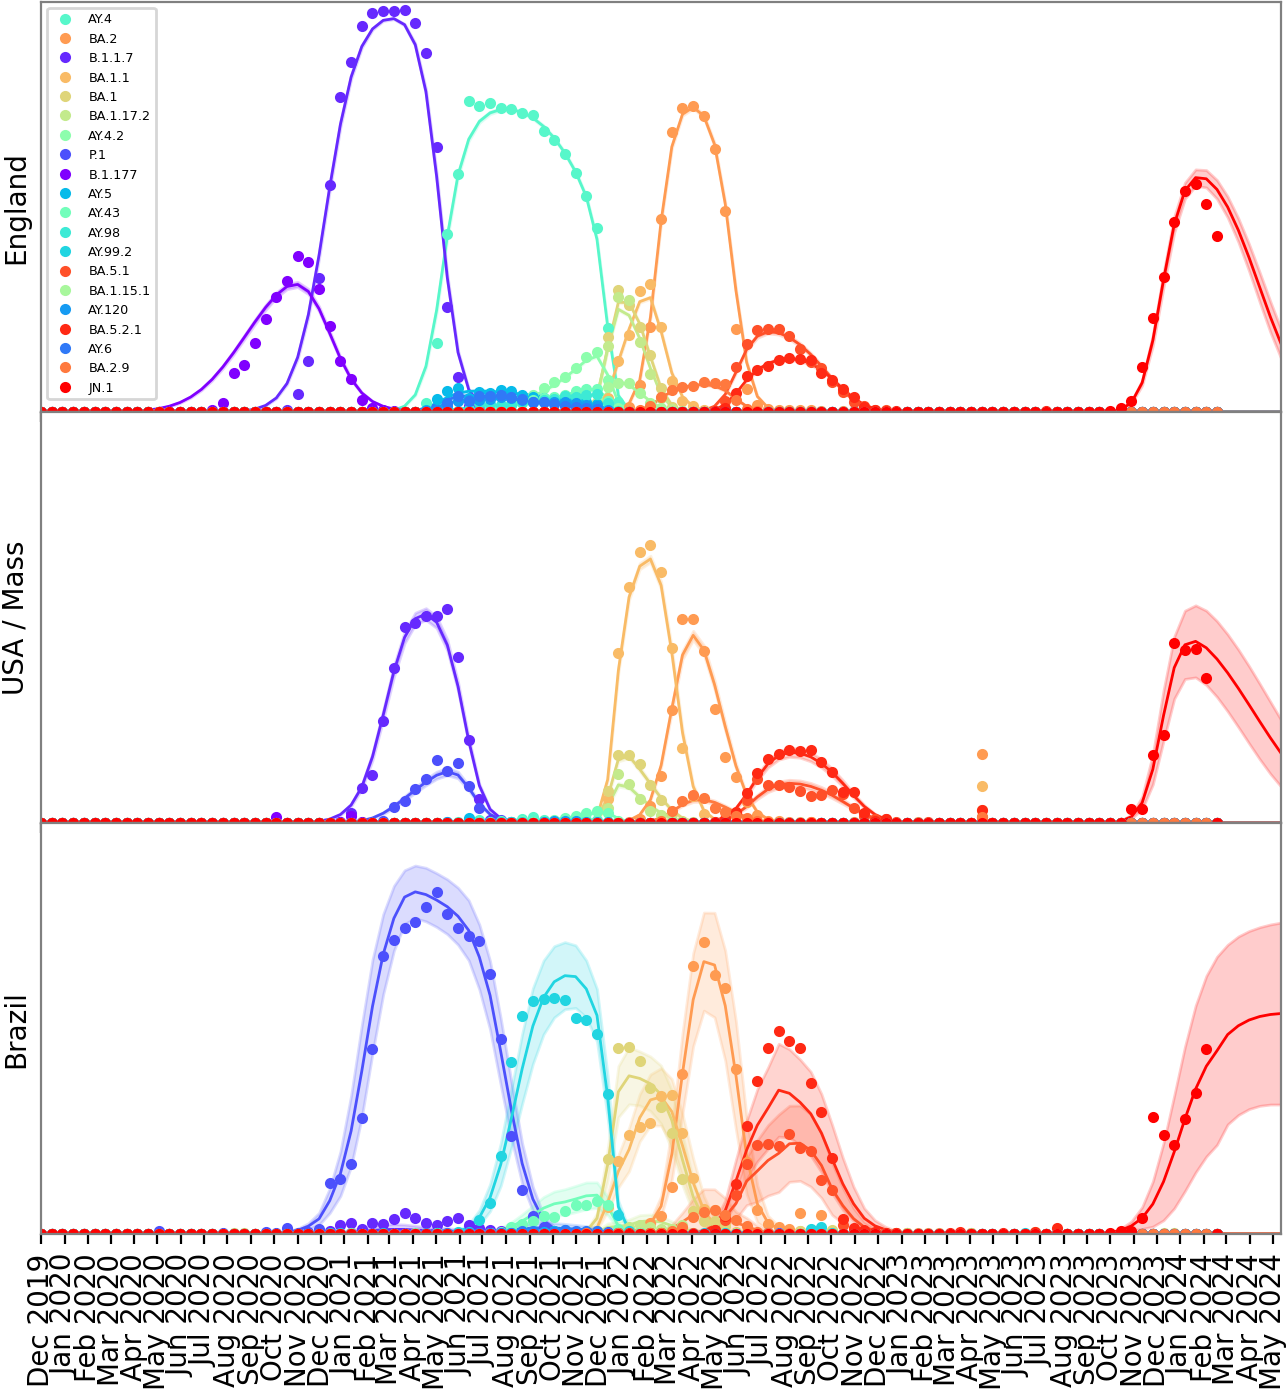 AY.4
BA.2
B.1.1.7
BA.1.1
BA.1
BA.1.17.2
AY.4.2
P.1
B.1.177
AY.5
AY.43
AY.98
AY.99.2
BA.5.1
BA.1.15.1
AY.120
BA.5.2.1
AY.6
BA.2.9
JN.1
England
USA / Mass
Brazil
Dec 2019
Jan 2020
Feb 2020
Mar 2020
Apr 2020
May 2020
Jun 2020
Jul 2020
Aug 2020
Sep 2020
Oct 2020
Nov 2020
Dec 2020
Jan 2021
Feb 2021
Mar 2021
Apr 2021
May 2021
Jun 2021
Jul 2021
Aug 2021
Sep 2021
Oct 2021
Nov 2021
Dec 2021
Jan 2022
Feb 2022
Mar 2022
Apr 2022
May 2022
Jun 2022
Jul 2022
Aug 2022
Sep 2022
Oct 2022
Nov 2022
Dec 2022
Jan 2023
Feb 2023
Mar 2023
Apr 2023
May 2023
Jun 2023
Jul 2023
Aug 2023
Sep 2023
Oct 2023
Nov 2023
Dec 2023
Jan 2024
Feb 2024
Mar 2024
Apr 2024
May 2024